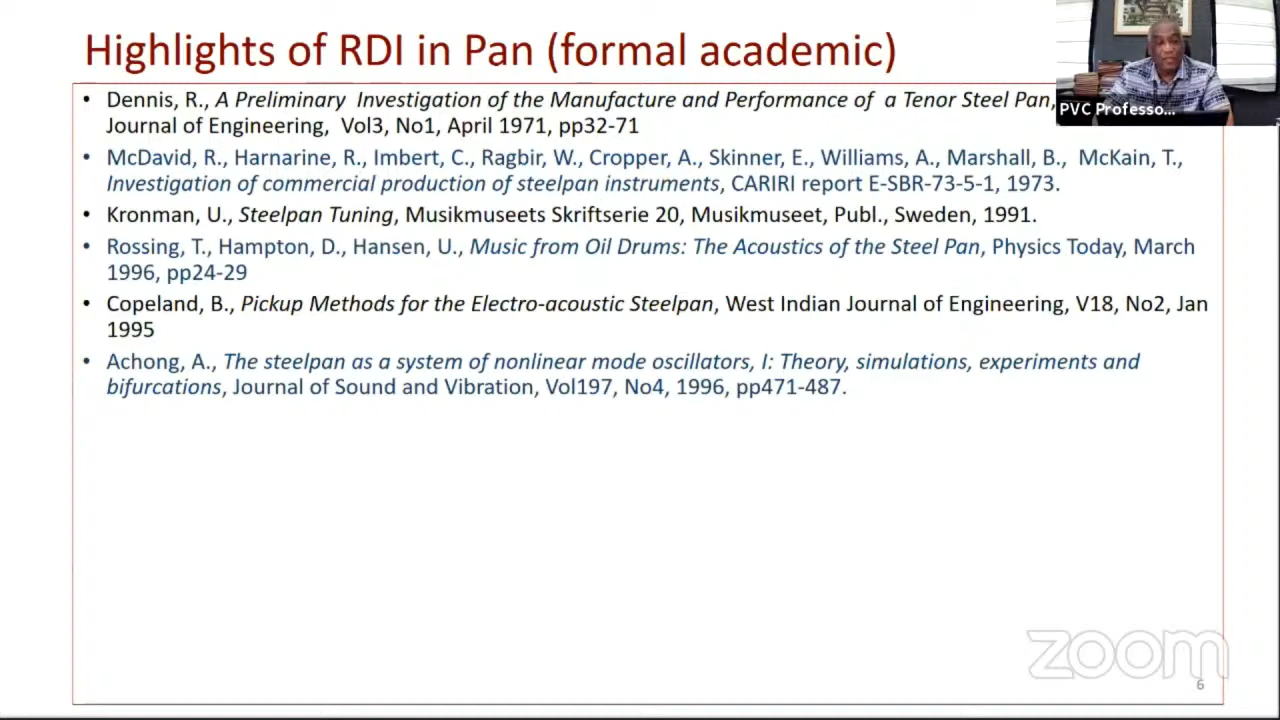 Highlights of RDI in Pan (formal academic)
PVC Professo...
• Dennis, R., A Preliminary Investigation of the Manufacture and Performance of a Tenor Steel Pan,
Journal of Engineering, Vol3, No1, April 1971, pp32-71
• McDavid, R., Harnarine, R., Imbert, C., Ragbir, W., Cropper, A., Skinner, E., Williams, A., Marshall, B., McKain, T.,
Investigation of commercial production of steelpan instruments, CARIRI report E-SBR-73-5-1, 1973.
• Kronman, U., Steelpan Tuning, Musikmuseets Skriftserie 20, Musikmuseet, Publ., Sweden, 1991.
• Rossing, T., Hampton, D., Hansen, U., Music from Oil Drums: The Acoustics of the Steel Pan, Physics Today, March
1996, pp24-29
• Copeland, B., Pickup Methods for the Electro-acoustic Steelpan, West Indian Journal of Engineering, V18, No2, Jan
1995
• Achong, A., The steelpan as a system of nonlinear mode oscillators, I: Theory, simulations, experiments and
bifurcations, Journal of Sound and Vibration, Vol197, No4, 1996, pp471-487.
zoom
6